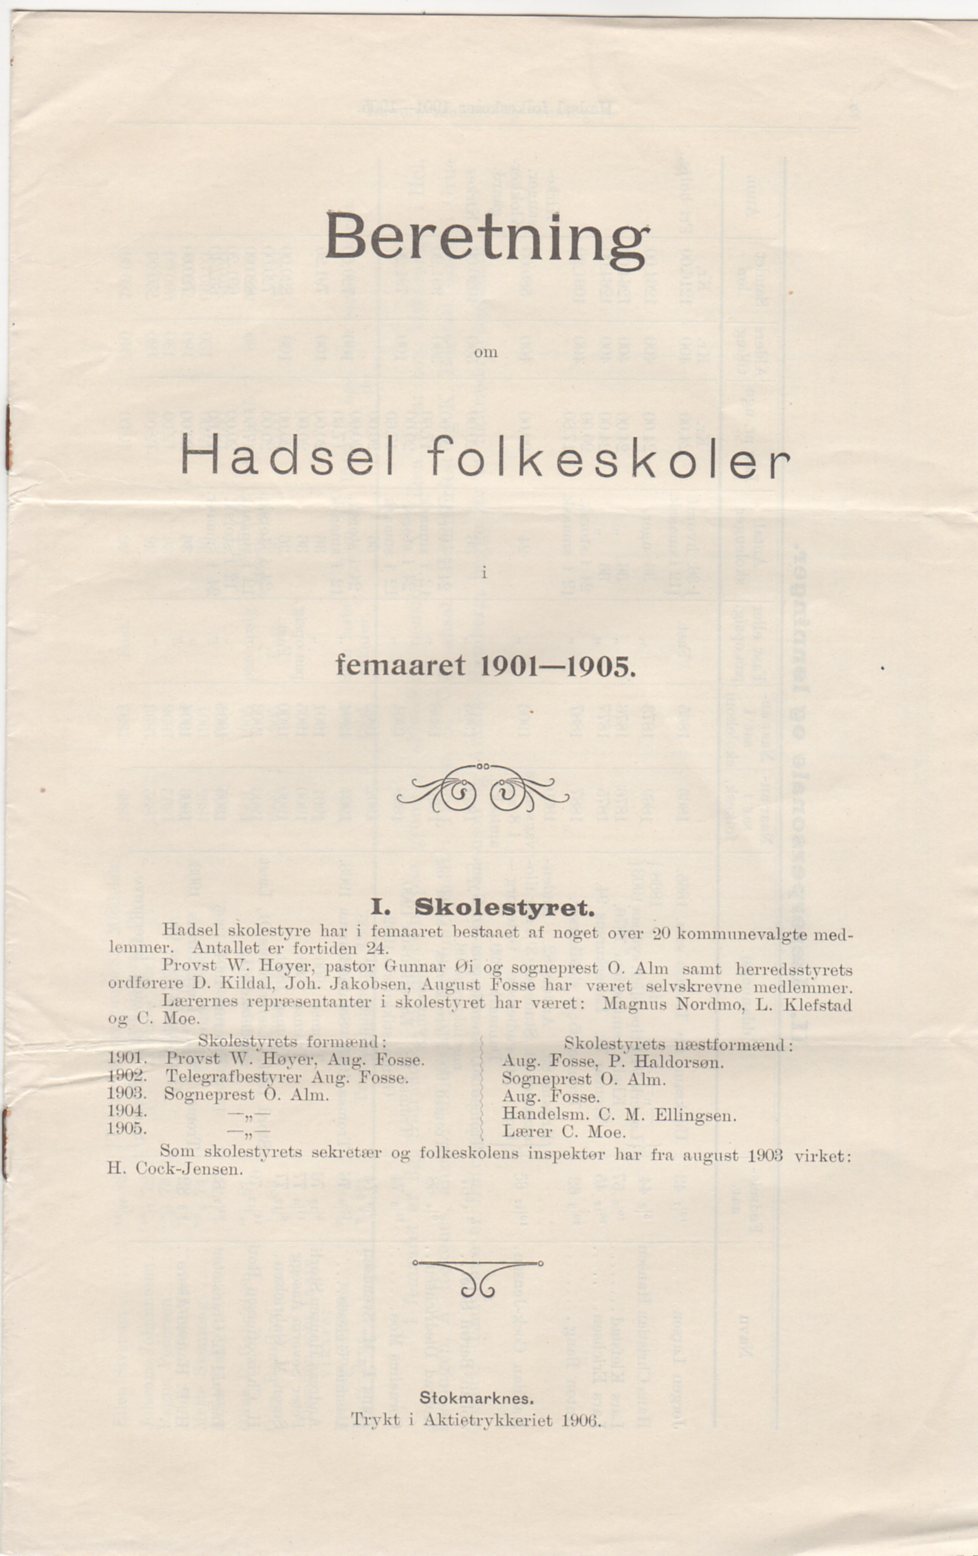 Beretning
om
Hadsel folkeskoler
i
femaaret 1901—1905.
I. Skolestyret.
Hadsel skolestyre har i femaaret bestaaet af noget over 20 kommunevalgte med-
lemmer. Antallet er fortiden 24.
Provst W. Høyer, pastor Gunnar Øi og sogneprest O. Alm samt herredsstyrets
ordførere D. Kildal, Joh. Jakobsen, August Fosse har været selvskrevne medlemmer.
Lærernes repræsentanter i skolestyret har været: Magnus Nordmo, L. Klefstad
og C. Moe.
Skolestyrets formænd: Skolestyrets næstformænd:
1901. Provst W. Høyer, Aug. Fosse. Aug. Fosse, P. Haldorsøn.
1902. Telegrafbestyrer Aug. Fosse. Sogneprest O. Alm.
1903. Sogneprest O. Alm. Aug. Fosse.
1904. —„— Handelsm. C. M. Ellingsen.
1905. —„— Lærer C. Moe.
Som skolestyrets sekretær og folkeskolens inspektør har fra august 1903 virket:
H. Cock-Jensen.
Stokmarknes.
Trykt i Aktietrykkeriet 1906.